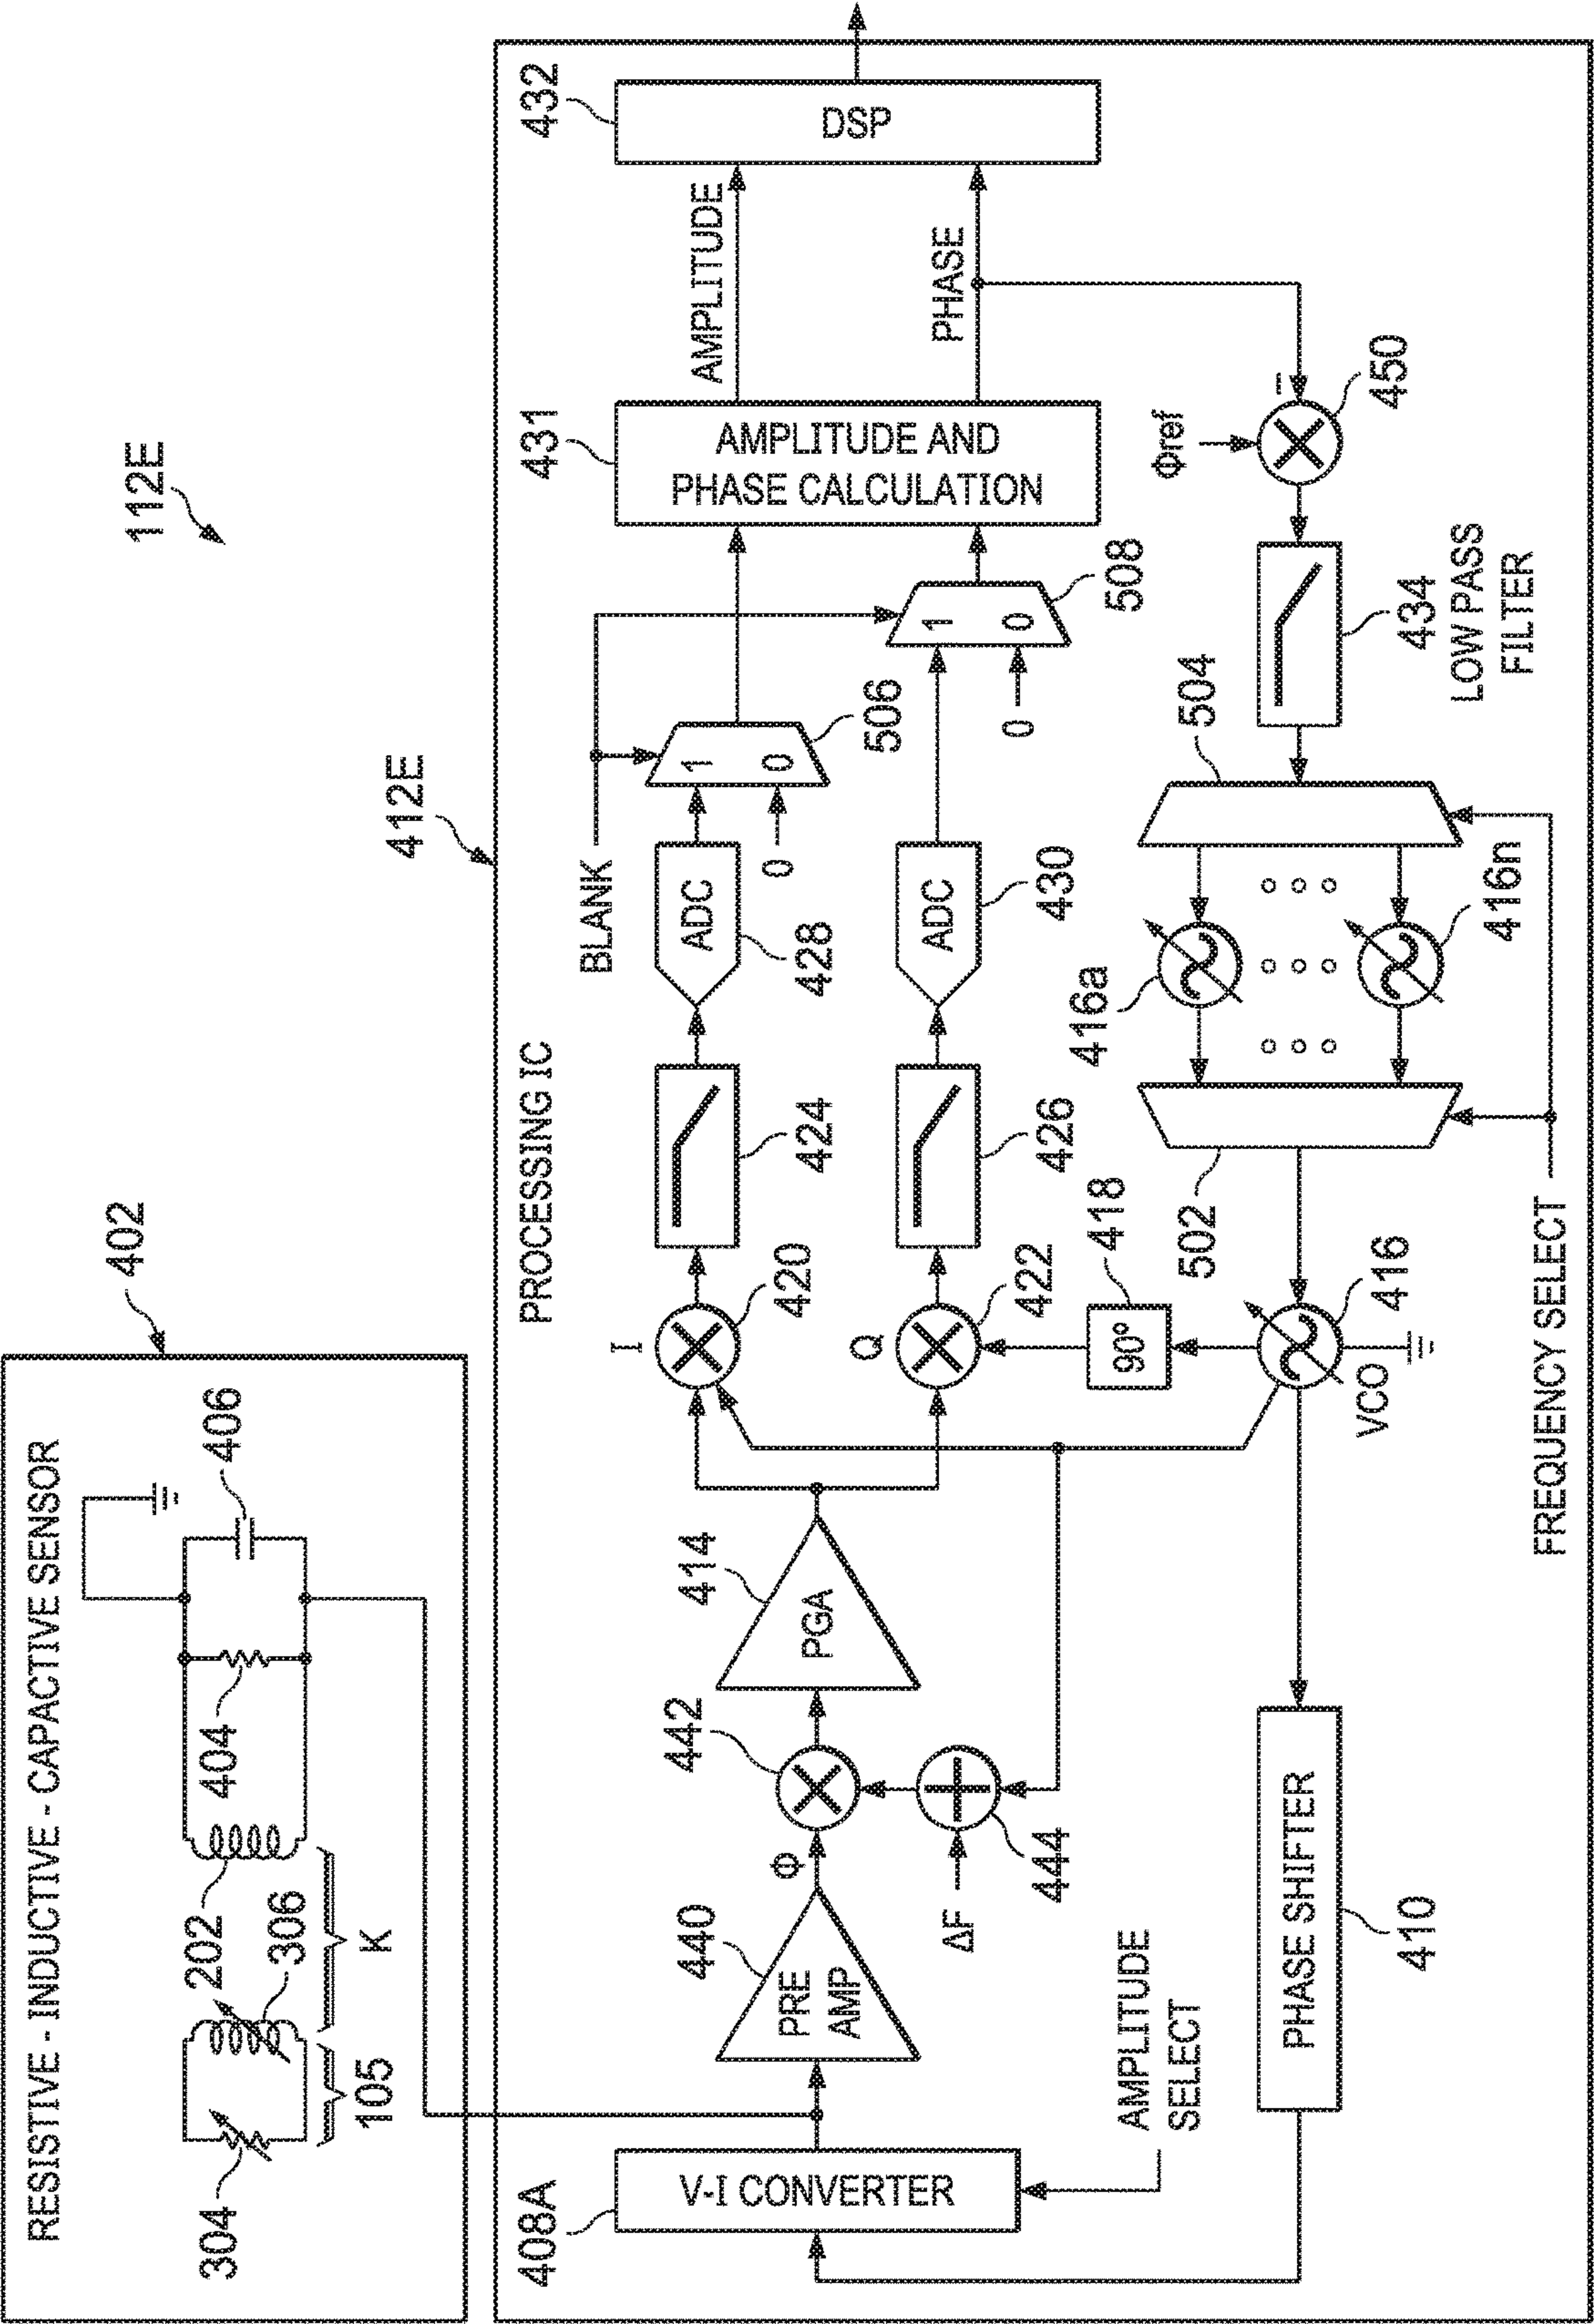 112E
402
RESISTIVE - INDUCTIVE - CAPACTIVE SENSOR
304
105
202
306
K
404
406
412E
PROCESSING IC
408A
V-I CONVERTER
AMPLITUDE
SELECT
440
PRE
AMP
Φ
442
ΔF
444
414
PGA
I
420
Q
422
424
426
ADC
428
ADC
430
BLANK
1
0
0
506
1
0
0
508
431
AMPLITUDE AND
PHASE CALCULATION
AMPLITUDE
PHASE
432
DSP
Φref
–
450
434
LOW PASS
FILTER
504
416a
416n
502
418
90°
416
VCO
FREQUENCY SELECT
PHASE SHIFTER
410